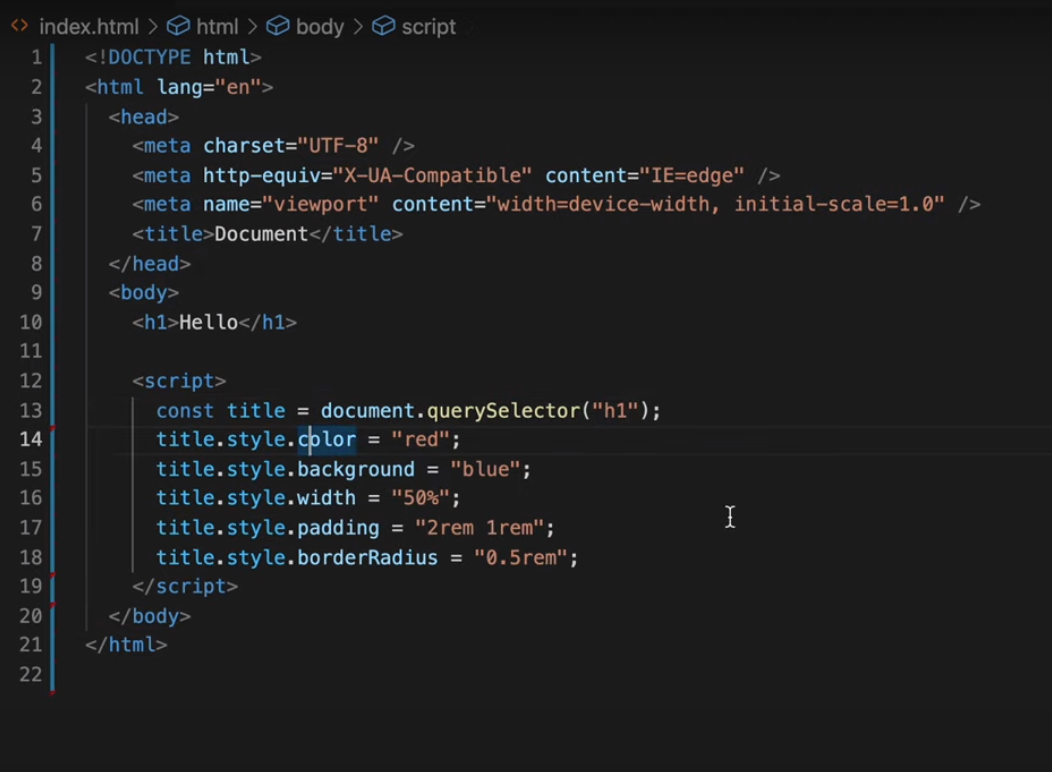 index.html > html > body > script
1 <!DOCTYPE html>
2 <html lang="en">
3 <head>
4 <meta charset="UTF-8" />
5 <meta http-equiv="X-UA-Compatible" content="IE=edge" />
6 <meta name="viewport" content="width=device-width, initial-scale=1.0" />
7 <title>Document</title>
8 </head>
9 <body>
10 <h1>Hello</h1>
11
12 <script>
13 const title = document.querySelector("h1");
14 title.style.color = "red";
15 title.style.background = "blue";
16 title.style.width = "50%";
17 title.style.padding = "2rem 1rem";
18 title.style.borderRadius = "0.5rem";
19 </script>
20 </body>
21 </html>
22